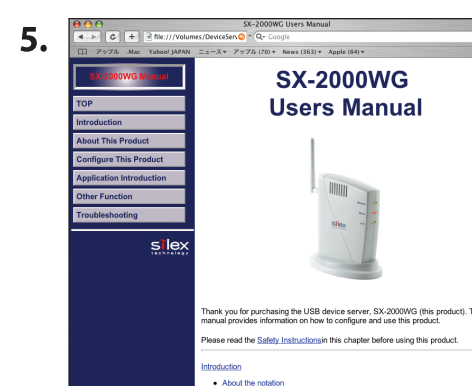 5.
SX-2000WG Users Manual
file:///Volumes/DeviceServ
Google
アップル .Mac Yahoo! JAPAN ニュース▼ アップル (70)▼ News (363)▼ Apple (84)▼
SX-2000WG Manual
TOP
Introduction
About This Product
Configure This Product
Application Introduction
Other Function
Troubleshooting
silex
technology
SX-2000WG
Users Manual
silex
Thank you for purchasing the USB device server, SX-2000WG (this product). T
manual provides information on how to configure and use this product.
Please read the Safety Instructionsin this chapter before using this product.
Introduction
• About the notation